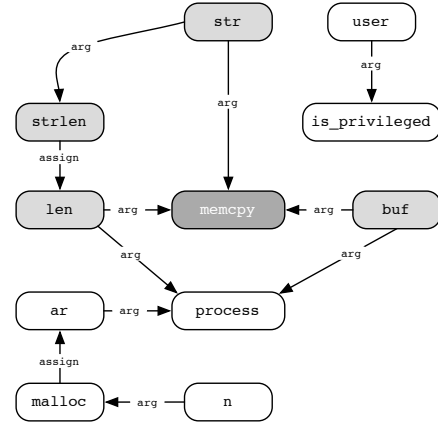 str
user
arg
arg
arg
strlen
is_privileged
assign
len
arg
memcpy
arg
buf
arg
arg
ar
arg
process
assign
malloc
arg
n